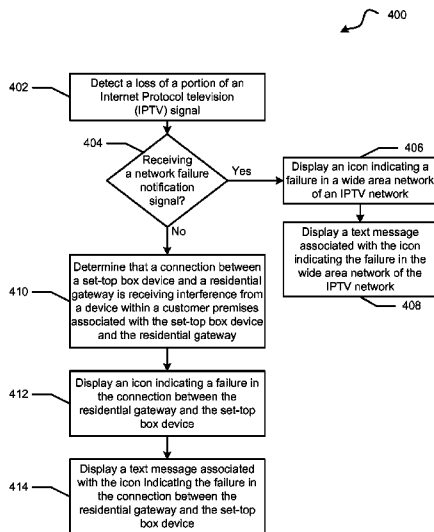 400
402
Detect a loss of a portion of an
Internet Protocol television
(IPTV) signal
404
Receiving
a network failure
notification
signal?
Yes
No
406
Display an icon indicating a
failure in a wide area network
of an IPTV network
Display a text message
associated with the icon
indicating the failure in the
wide area network of the
IPTV network
408
410
Determine that a connection between
a set-top box device and a residential
gateway is receiving interference from
a device within a customer premises
associated with the set-top box device
and the residential gateway
412
Display an icon indicating a failure in
the connection between the
residential gateway and the set-top
box device
414
Display a text message associated
with the icon indicating the failure in
the connection between the
residential gateway and the
set-top box device